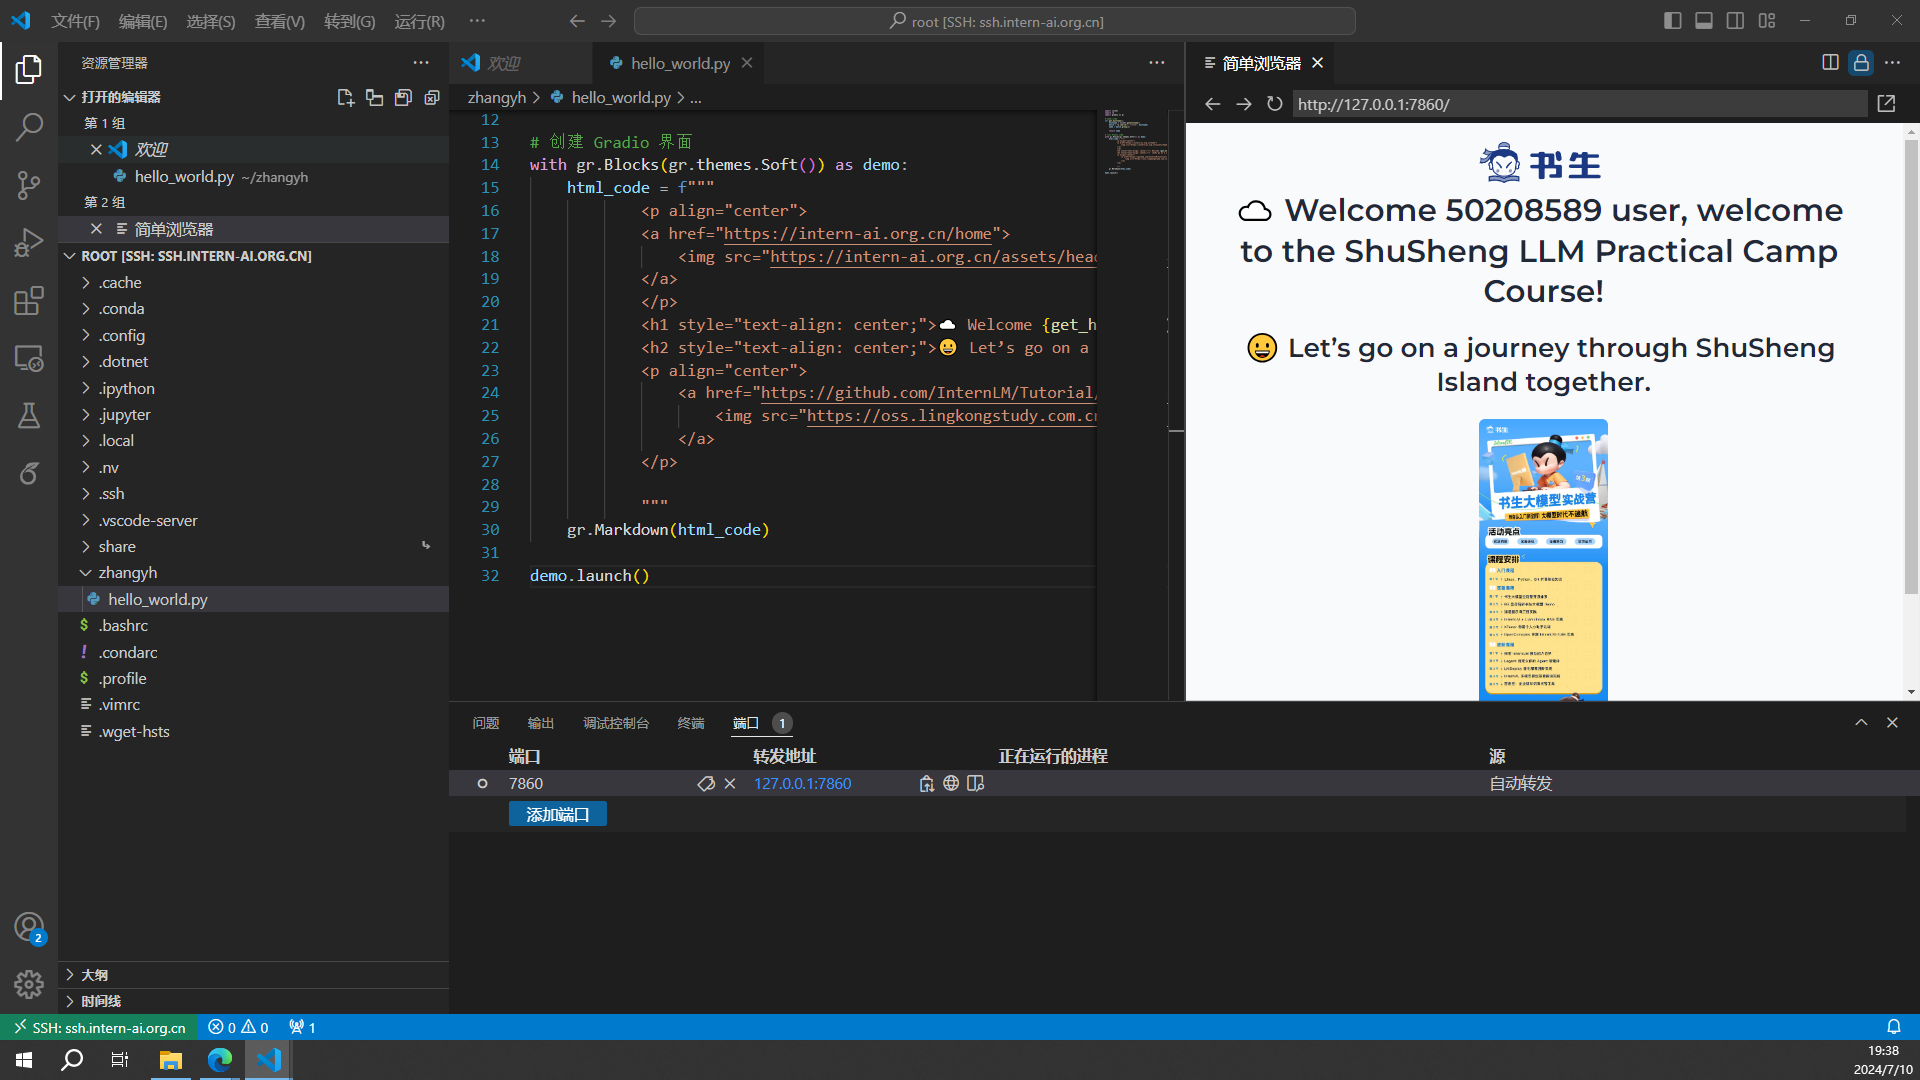 文件(F) 编辑(E) 选择(S) 查看(V) 转到(G) 运行(R) ··· root [SSH: ssh.intern-ai.org.cn]
资源管理器
打开的编辑器
第 1 组
欢迎
hello_world.py ~/zhangyh
第 2 组
简单浏览器
ROOT [SSH: SSH.INTERN-AI.ORG.CN]
.cache
.conda
.config
.dotnet
.ipython
.jupyter
.local
.nv
.ssh
.vscode-server
share
zhangyh
hello_world.py
$ .bashrc
! .condarc
$ .profile
.vimrc
.wget-hsts
大纲
时间线
欢迎 hello_world.py
zhangyh > hello_world.py > ...
12
13 # 创建 Gradio 界面
14 with gr.Blocks(gr.themes.Soft()) as demo:
15 html_code = f"""
16 <p align="center">
17 <a href="https://intern-ai.org.cn/home">
18 <img src="https://intern-ai.org.cn/assets/head
19 </a>
20 </p>
21 <h1 style="text-align: center;">☁️ Welcome {get_h
22 <h2 style="text-align: center;">😀 Let’s go on a
23 <p align="center">
24 <a href="https://github.com/InternLM/Tutorial/
25 <img src="https://oss.lingkongstudy.com.cn
26 </a>
27 </p>
28
29 """
30 gr.Markdown(html_code)
31
32 demo.launch()
简单浏览器
http://127.0.0.1:7860/
书生
☁️ Welcome 50208589 user, welcome
to the ShuSheng LLM Practical Camp
Course!
😀 Let’s go on a journey through ShuSheng
Island together.
书生
书生大模型实战营
活动亮点
课程安排
问题 输出 调试控制台 终端 端口 1
端口 转发地址 正在运行的进程 源
7860 127.0.0.1:7860 自动转发
添加端口
2
SSH: ssh.intern-ai.org.cn 0 0 1
19:38
2024/7/10